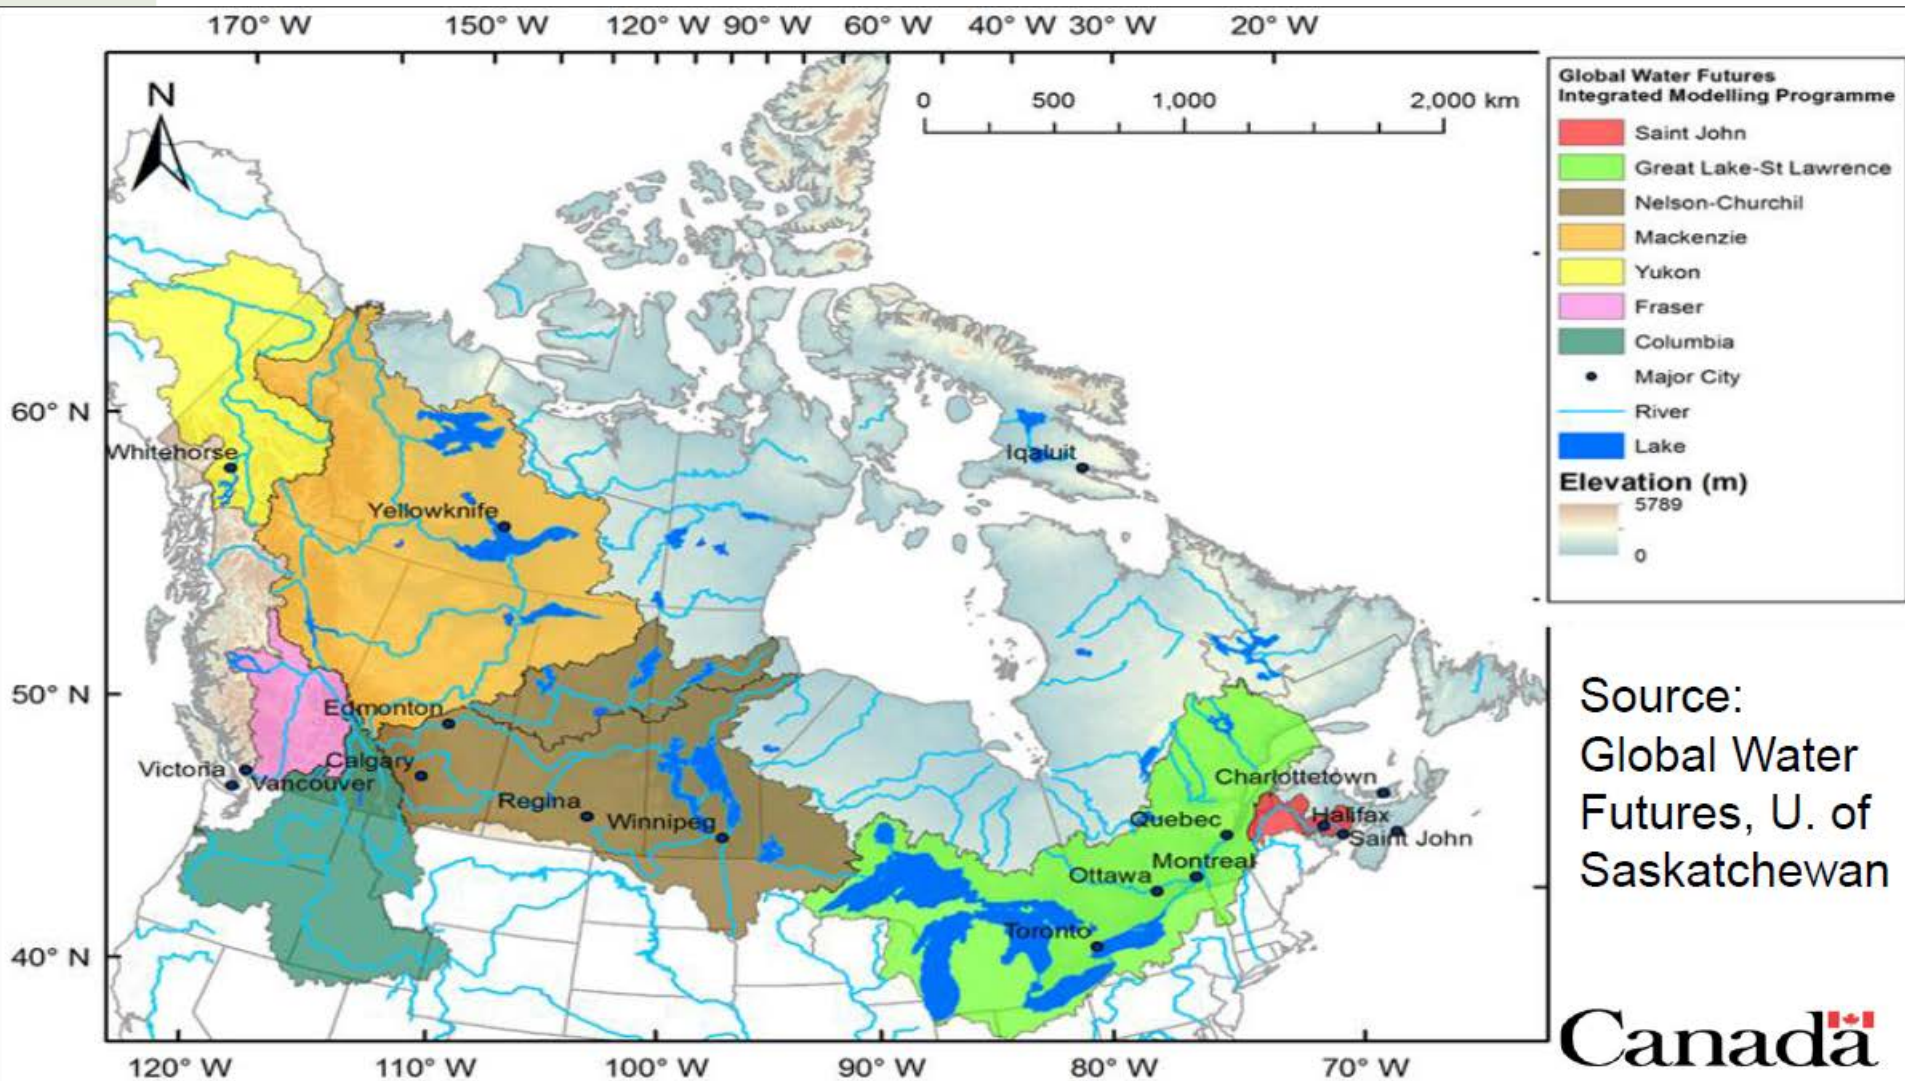 170° W 150° W 120° W 90° W 60° W 40° W 30° W 20° W
N
0 500 1,000 2,000 km
60° N
50° N
40° N
Whitehorse
Yellowknife
Iqaluit
Edmonton
Victoria
Vancouver
Calgary
Regina
Winnipeg
Charlottetown
Quebec
Halifax
Saint John
Montreal
Ottawa
Toronto
120° W 110° W 100° W 90° W 80° W 70° W
Global Water Futures
Integrated Modelling Programme
Saint John
Great Lake-St Lawrence
Nelson-Churchil
Mackenzie
Yukon
Fraser
Columbia
Major City
River
Lake
Elevation (m)
5789
0
Source:
Global Water
Futures, U. of
Saskatchewan
Canada